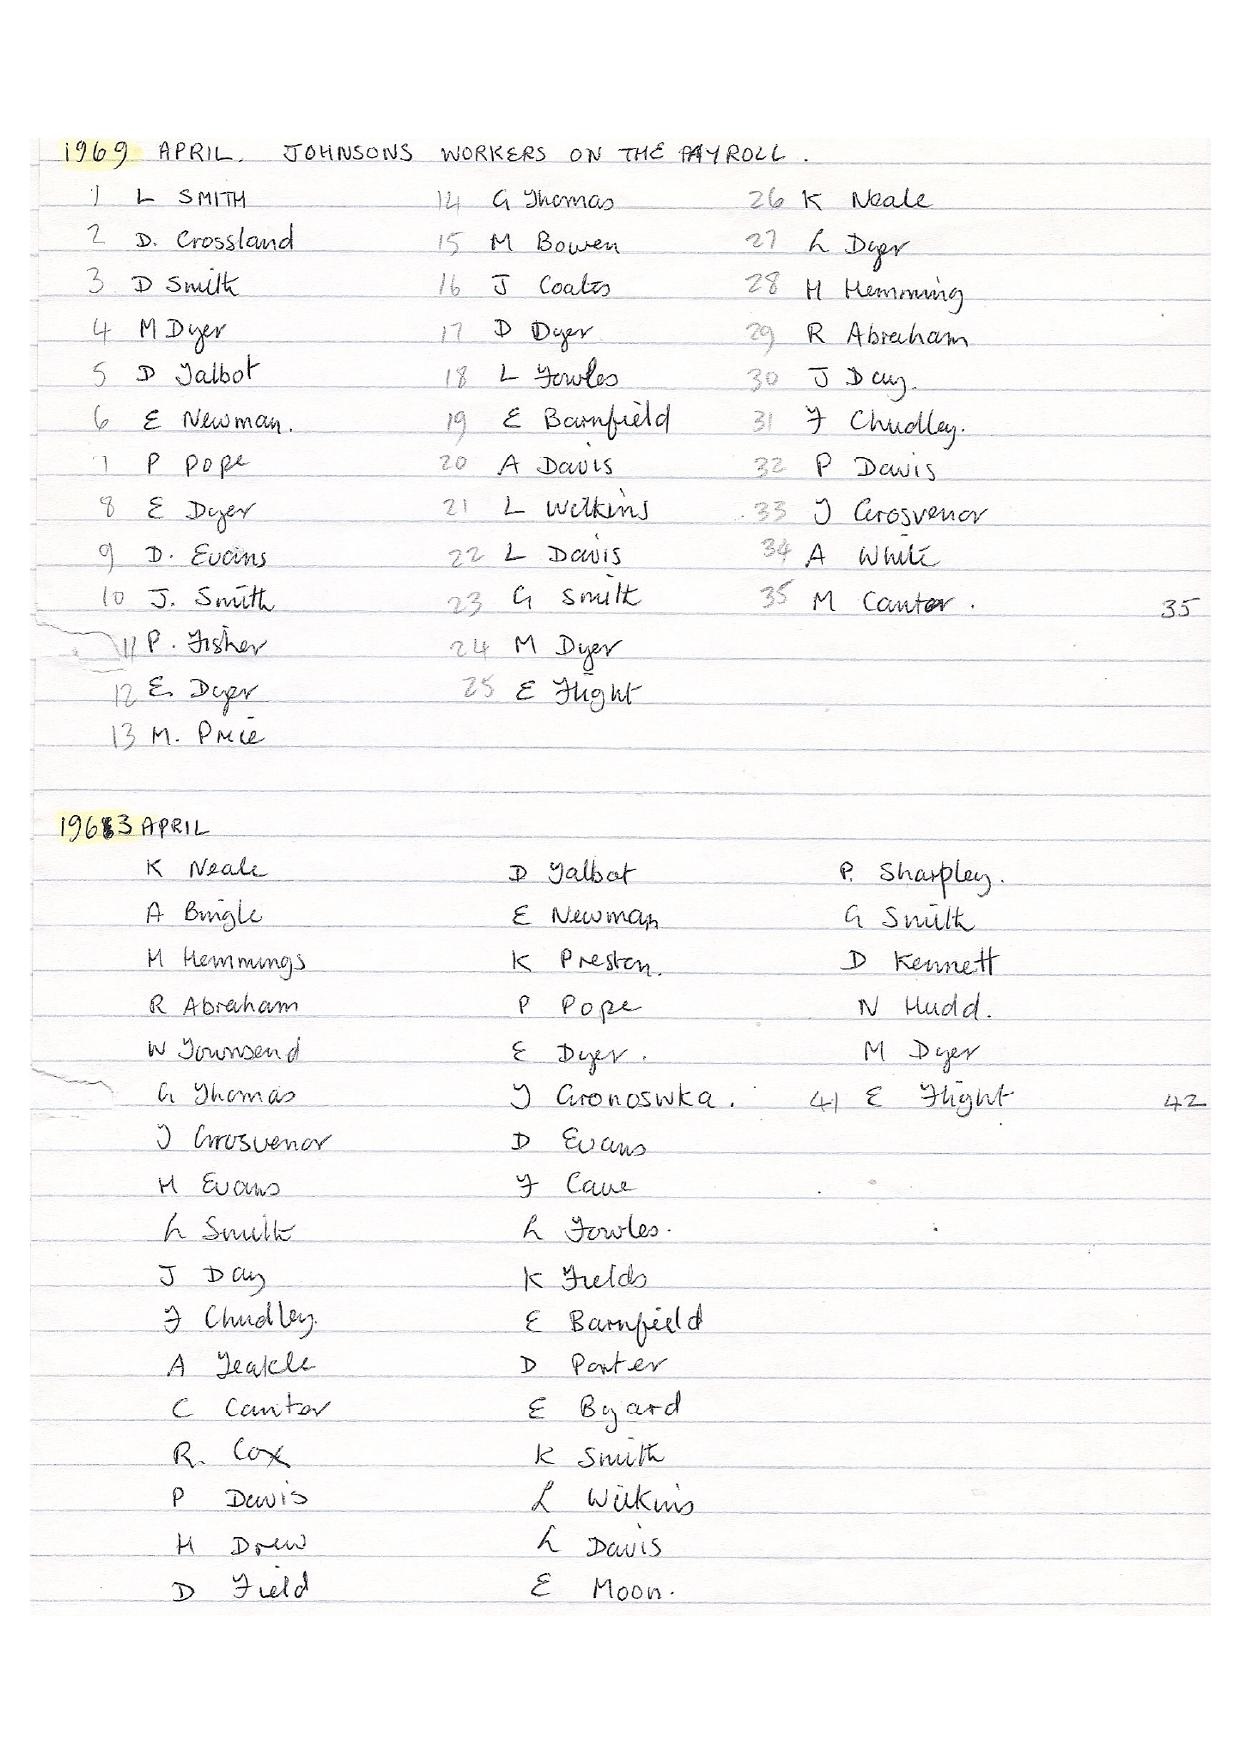 1969 APRIL. JOHNSONS WORKERS ON THE PAYROLL.
1 L SMITH 14 G Thomas 26 K Neale
2 D. Crossland 15 M Bowen 27 L Dyer
3 D Smith 16 J Coates 28 H Hemming
4 M Dyer 17 D Dyer 29 R Abraham
5 D Talbot 18 L Fowles 30 J Day.
6 E Newman. 19 E Barnfield 31 F Chudley.
7 P Pope 20 A Davis 32 P Davis
8 E Dyer 21 L Wilkins 33 J Grosvenor
9 D. Evans 22 L Davis 34 A White
10 J. Smith 23 G Smith 35 M Cantor. 35
11 P. Fisher 24 M Dyer
12 E. Dyer 25 E Flight
13 M. Price
1963 APRIL
K Neale D Talbot P. Sharpley.
A Bingle E Newman G Smith
H Hemmings K Preston. D Kennett
R Abraham P Pope N Hudd.
W Townsend E Dyer. M Dyer
G Thomas J Gronoswka. 41 E Flight 42
J Grosvenor D Evans
H Evans F Cave
L Smith L Fowles.
J Day K Fields
F Chudley. E Barnfield
A Yeakle D Porter
C Cantor E Byard
R. Cox K Smith
P Davis L Wilkins
H Drew L Davis
D Field E Moon.